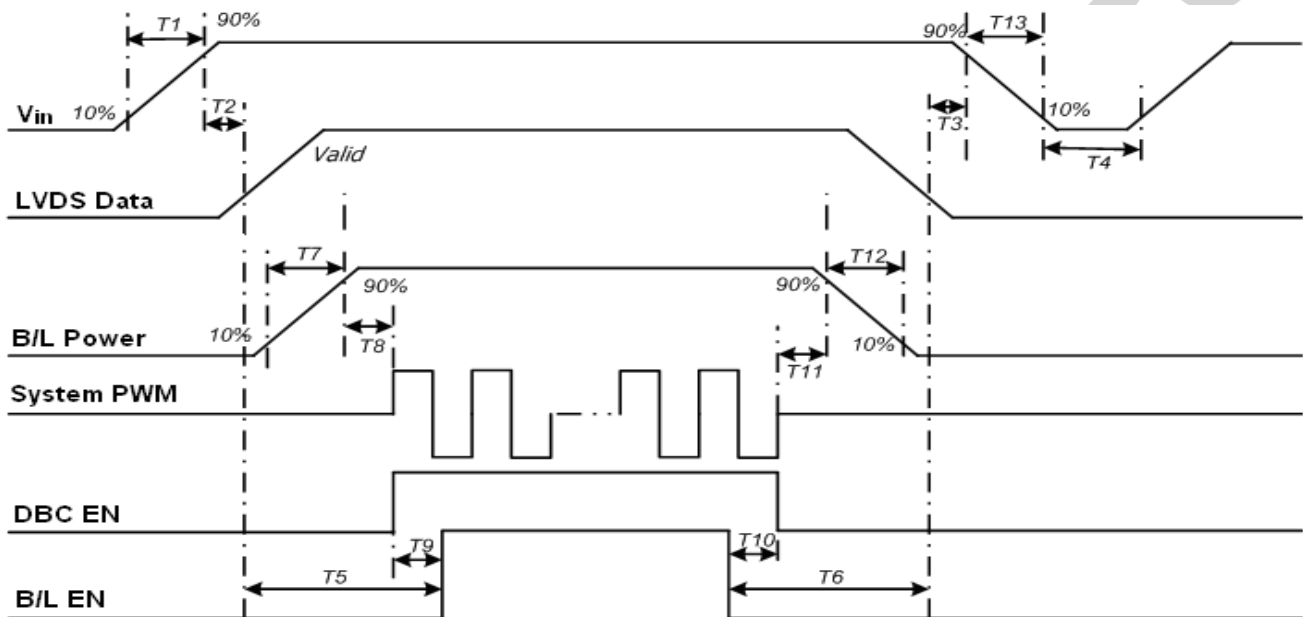 T1
90%
90%
T13
Vin
10%
T2
T3
10%
T4
Valid
LVDS Data
T7
T12
90%
90%
B/L Power
10%
T8
T11
10%
System PWM
DBC EN
T9
T10
T5
T6
B/L EN